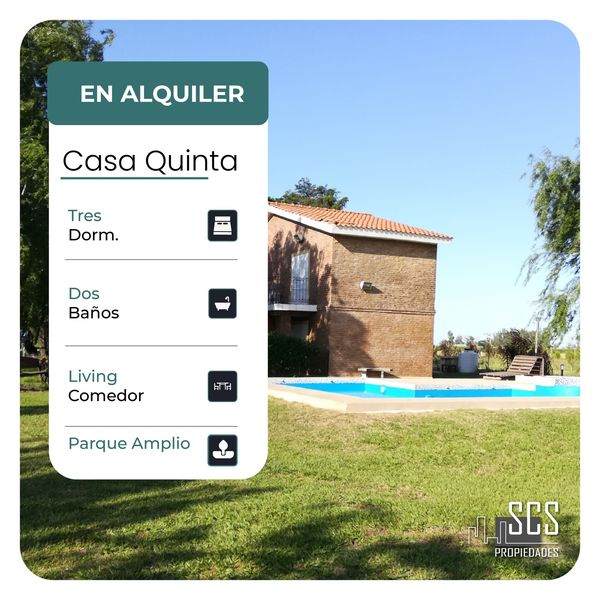 EN ALQUILER
Casa Quinta
Tres
Dorm.
Dos
Baños
Living
Comedor
Parque Amplio
SCS
PROPIEDADES